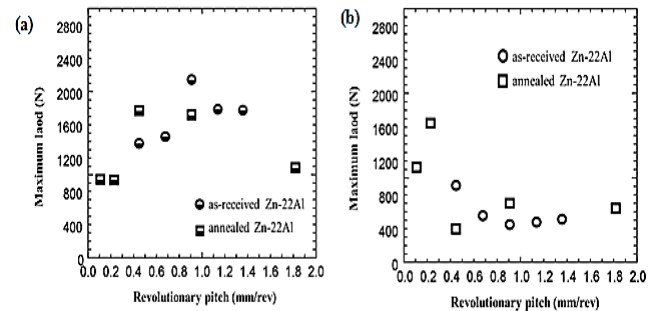 (a)
2800
2400
2000
1600
1200
800
400
0.0 0.2 0.4 0.6 0.8 1.0 1.2 1.4 1.6 1.8 2.0
Maximum laod (N)
Revolutionary pitch (mm/rev)
as-received Zn-22Al
annealed Zn-22Al
(b)
2800
2400
2000
1600
1200
800
400
0
0.0 0.2 0.4 0.6 0.8 1.0 1.2 1.4 1.6 1.8 2.0
Maximum laod (N)
Revolutionary pitch (mm/rev)
as-received Zn-22Al
annealed Zn-22Al